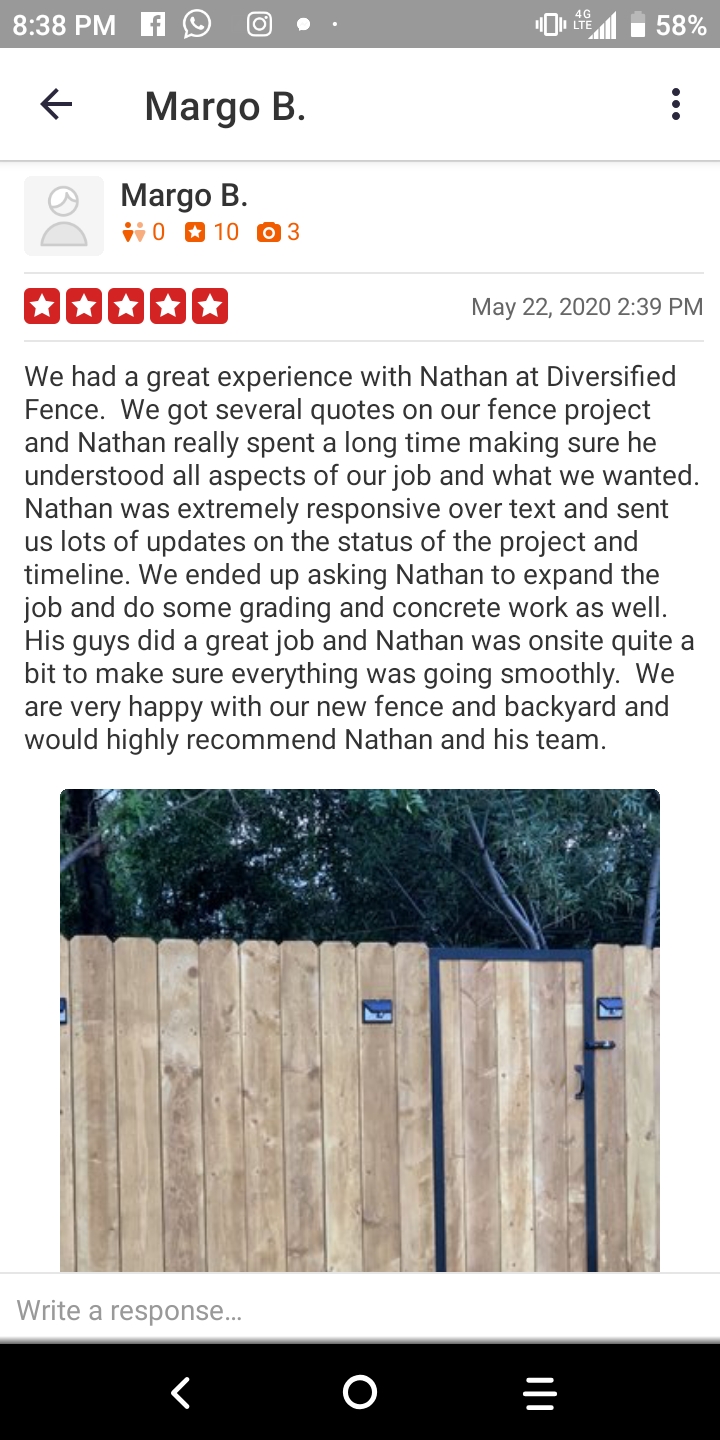 8:38 PM 4G LTE 58%
Margo B.
Margo B.
0 10 3
May 22, 2020 2:39 PM
We had a great experience with Nathan at Diversified
Fence.  We got several quotes on our fence project
and Nathan really spent a long time making sure he
understood all aspects of our job and what we wanted.
Nathan was extremely responsive over text and sent
us lots of updates on the status of the project and
timeline. We ended up asking Nathan to expand the
job and do some grading and concrete work as well.
His guys did a great job and Nathan was onsite quite a
bit to make sure everything was going smoothly.  We
are very happy with our new fence and backyard and
would highly recommend Nathan and his team.
Write a response...